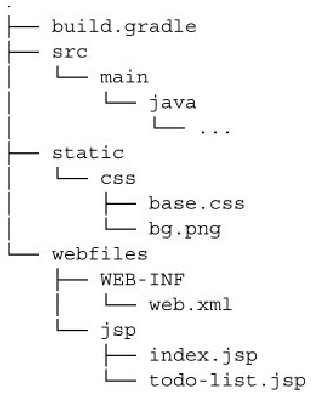 .
├── build.gradle
├── src
│   └── main
│       └── java
│           └── ...
├── static
│   └── css
│       ├── base.css
│       └── bg.png
└── webfiles
    ├── WEB-INF
    │   └── web.xml
    └── jsp
        ├── index.jsp
        └── todo-list.jsp